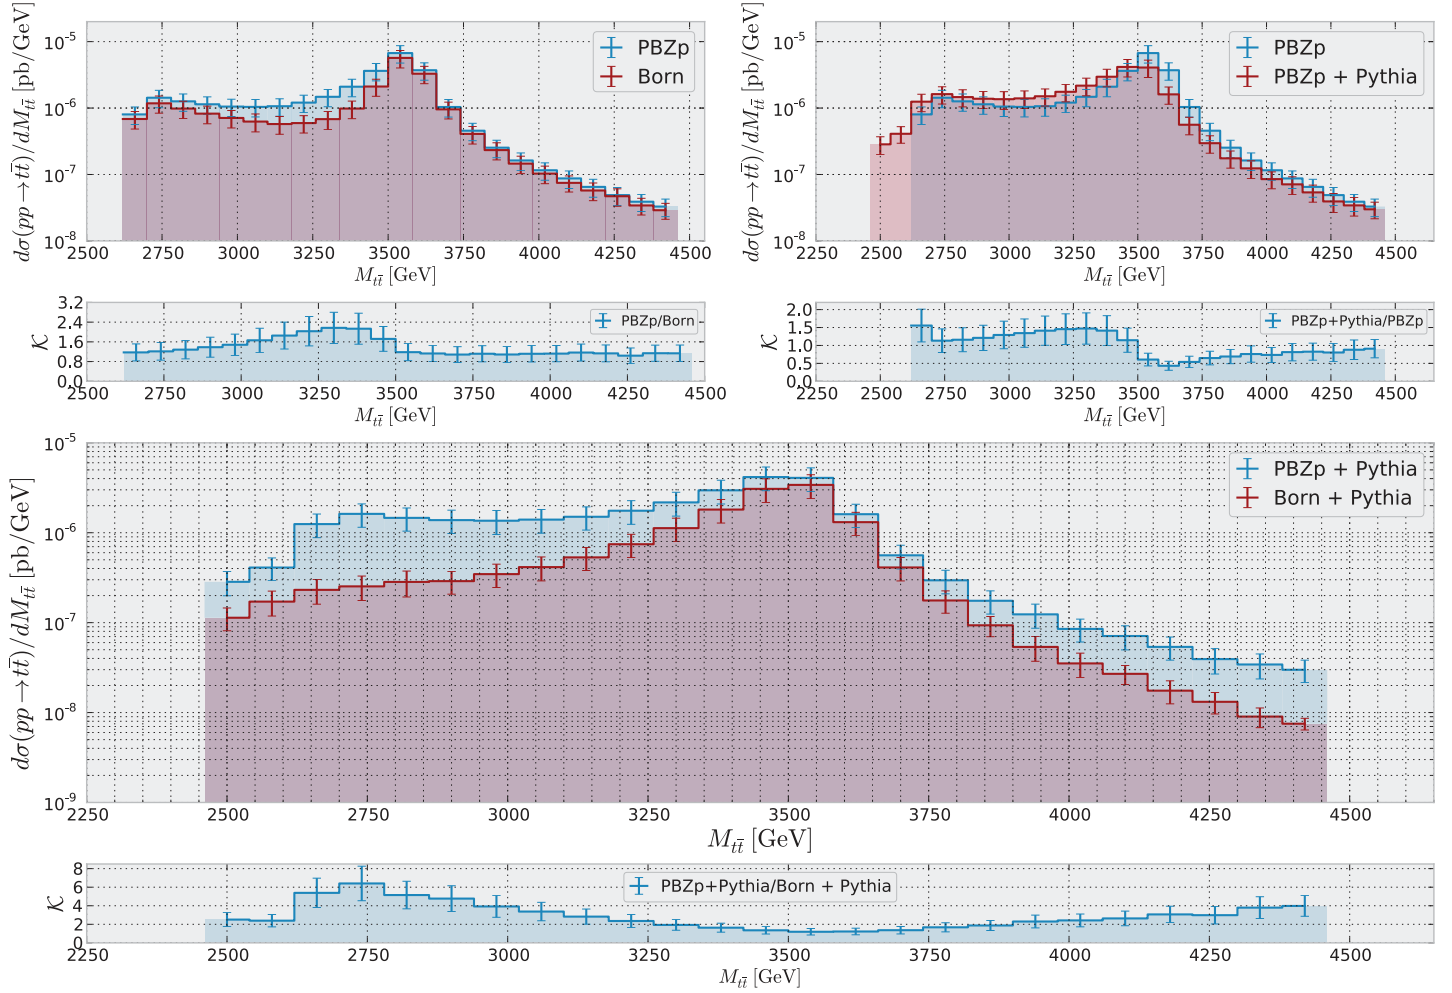 dσ(pp→tt̄)/dM_tt̄ [pb/GeV]
10⁻⁵
10⁻⁶
10⁻⁷
10⁻⁸
PBZp
Born
2500 2750 3000 3250 3500 3750 4000 4250 4500
M_tt̄ [GeV]
dσ(pp→tt̄)/dM_tt̄ [pb/GeV]
10⁻⁵
10⁻⁶
10⁻⁷
10⁻⁸
PBZp
PBZp + Pythia
2250 2500 2750 3000 3250 3500 3750 4000 4250 4500
M_tt̄ [GeV]
K
3.2
2.4
1.6
0.8
0.0
PBZp/Born
2500 2750 3000 3250 3500 3750 4000 4250 4500
M_tt̄ [GeV]
K
2.0
1.5
1.0
0.5
0.0
PBZp+Pythia/PBZp
2250 2500 2750 3000 3250 3500 3750 4000 4250 4500
M_tt̄ [GeV]
dσ(pp→tt̄)/dM_tt̄ [pb/GeV]
10⁻⁵
10⁻⁶
10⁻⁷
10⁻⁸
10⁻⁹
PBZp + Pythia
Born + Pythia
2250 2500 2750 3000 3250 3500 3750 4000 4250 4500
M_tt̄ [GeV]
K
8
6
4
2
0
PBZp+Pythia/Born + Pythia
2250 2500 2750 3000 3250 3500 3750 4000 4250 4500
M_tt̄ [GeV]